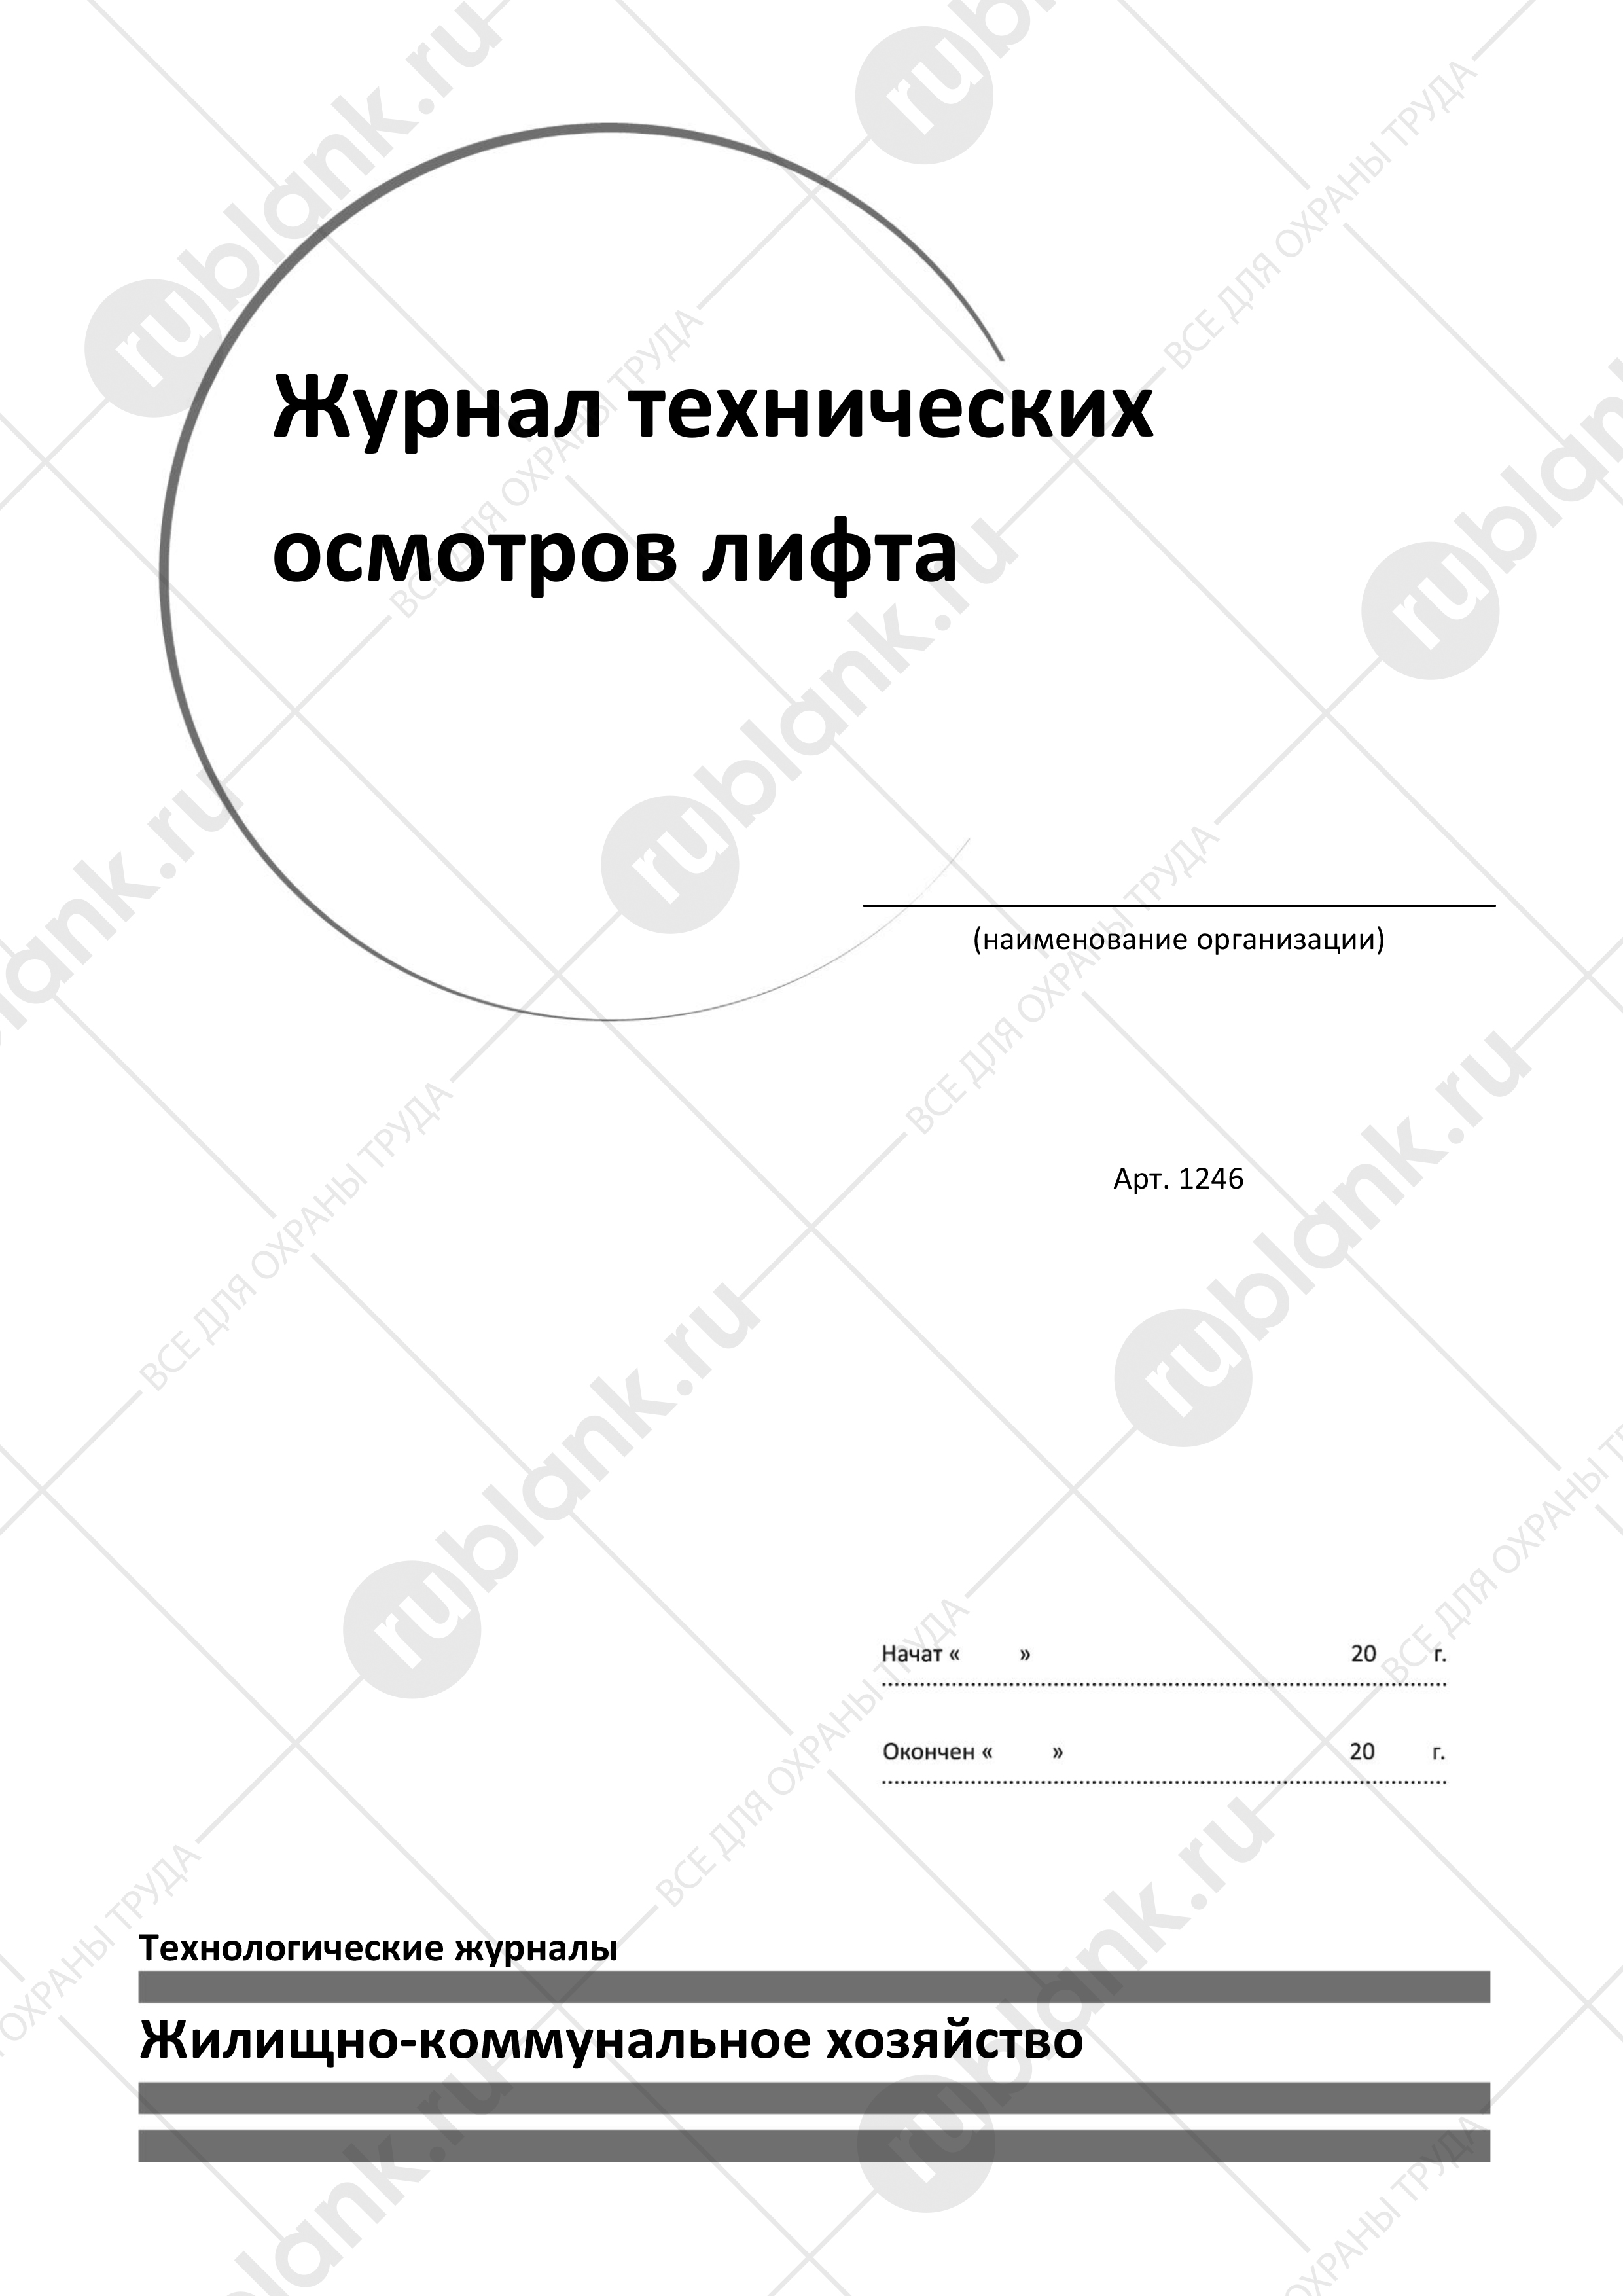 Журнал технических
осмотров лифта
(наименование организации)
Арт. 1246
Начат « » 20 г.
Окончен « » 20 г.
Технологические журналы
Жилищно-коммунальное хозяйство
rublank.ru
ВСЕ ДЛЯ ОХРАНЫ ТРУДА